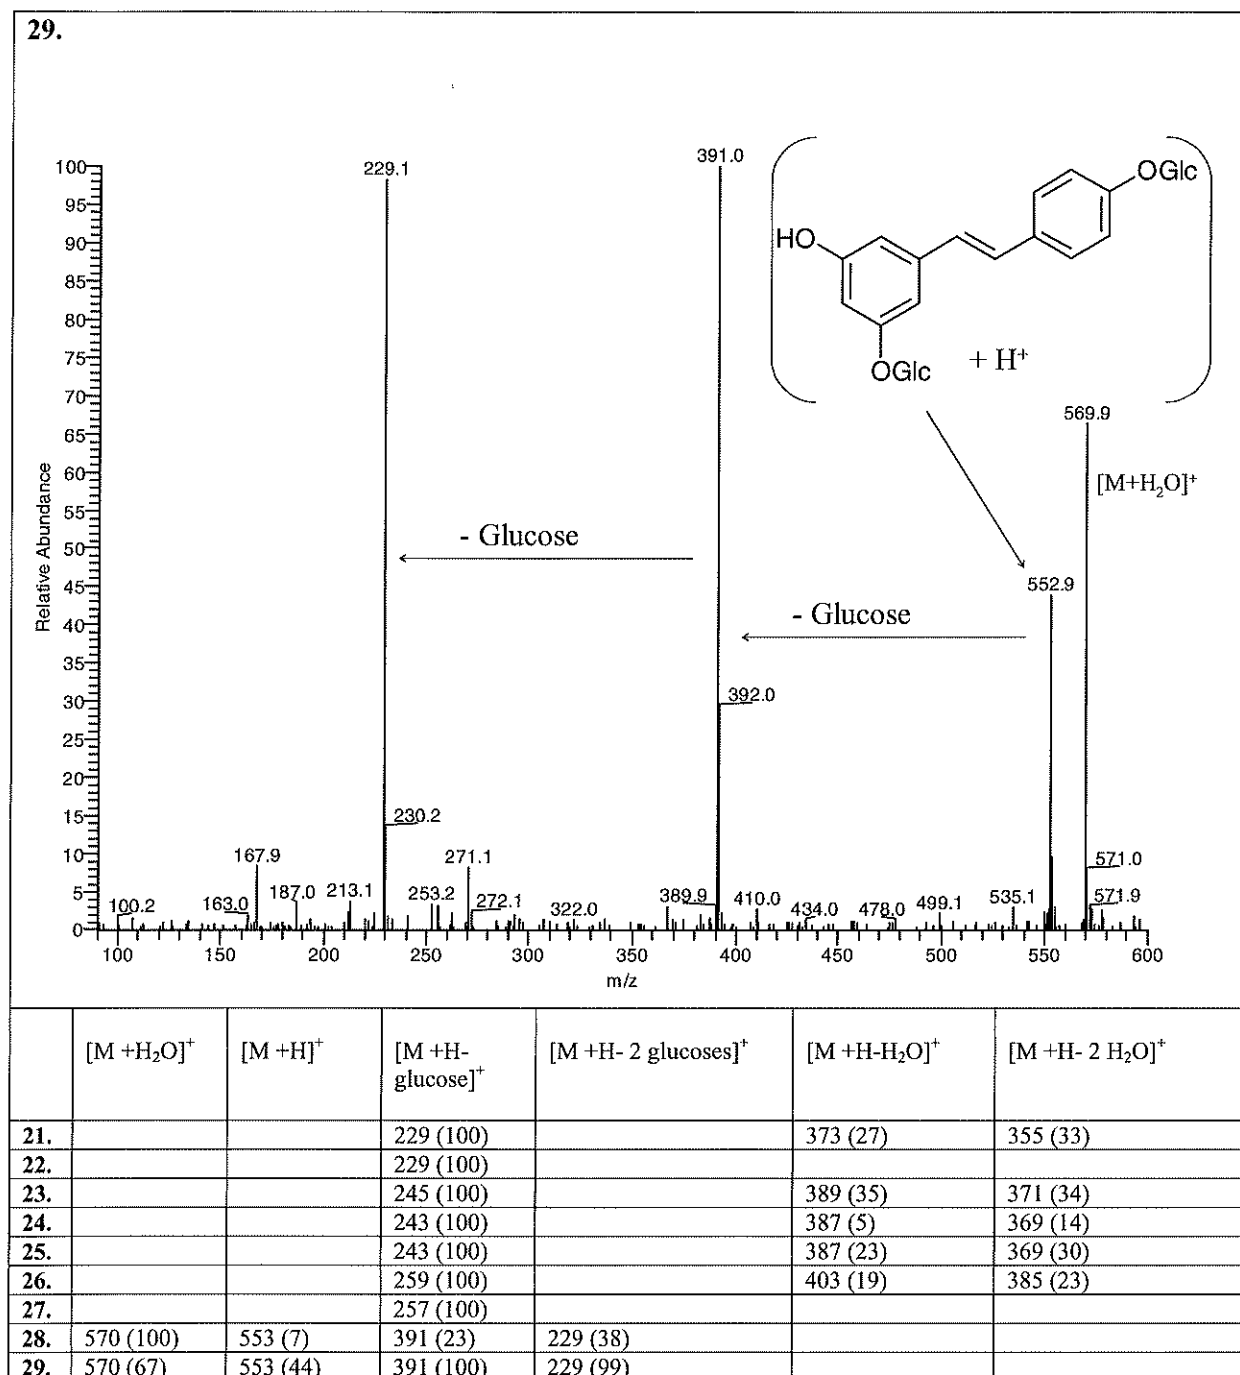 29.
100
95
90
85
80
75
70
65
60
55
50
45
40
35
30
25
20
15
10
5
0
Relative Abundance
229.1
391.0
OGlc
HO
OGlc
+ H⁺
569.9
[M+H₂O]⁺
- Glucose
552.9
- Glucose
392.0
230.2
167.9
271.1
571.0
187.0
213.1
389.9
571.9
100.2
163.0
253.2
272.1
322.0
410.0
434.0
478.0
499.1
535.1
100 150 200 250 300 350 400 450 500 550 600
m/z
[M +H₂O]⁺ [M +H]⁺ [M +H- glucose]⁺ [M +H- 2 glucoses]⁺ [M +H-H₂O]⁺ [M +H- 2 H₂O]⁺
21. 229 (100) 373 (27) 355 (33)
22. 229 (100)
23. 245 (100) 389 (35) 371 (34)
24. 243 (100) 387 (5) 369 (14)
25. 243 (100) 387 (23) 369 (30)
26. 259 (100) 403 (19) 385 (23)
27. 257 (100)
28. 570 (100) 553 (7) 391 (23) 229 (38)
29. 570 (67) 553 (44) 391 (100) 229 (99)